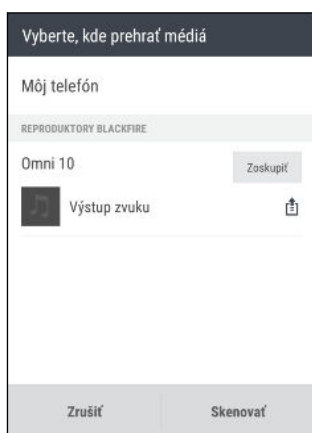 Vyberte, kde prehrať médiá
Môj telefón
REPRODUKTORY BLACKFIRE
Omni 10
Zoskupiť
Výstup zvuku
Zrušiť
Skenovať